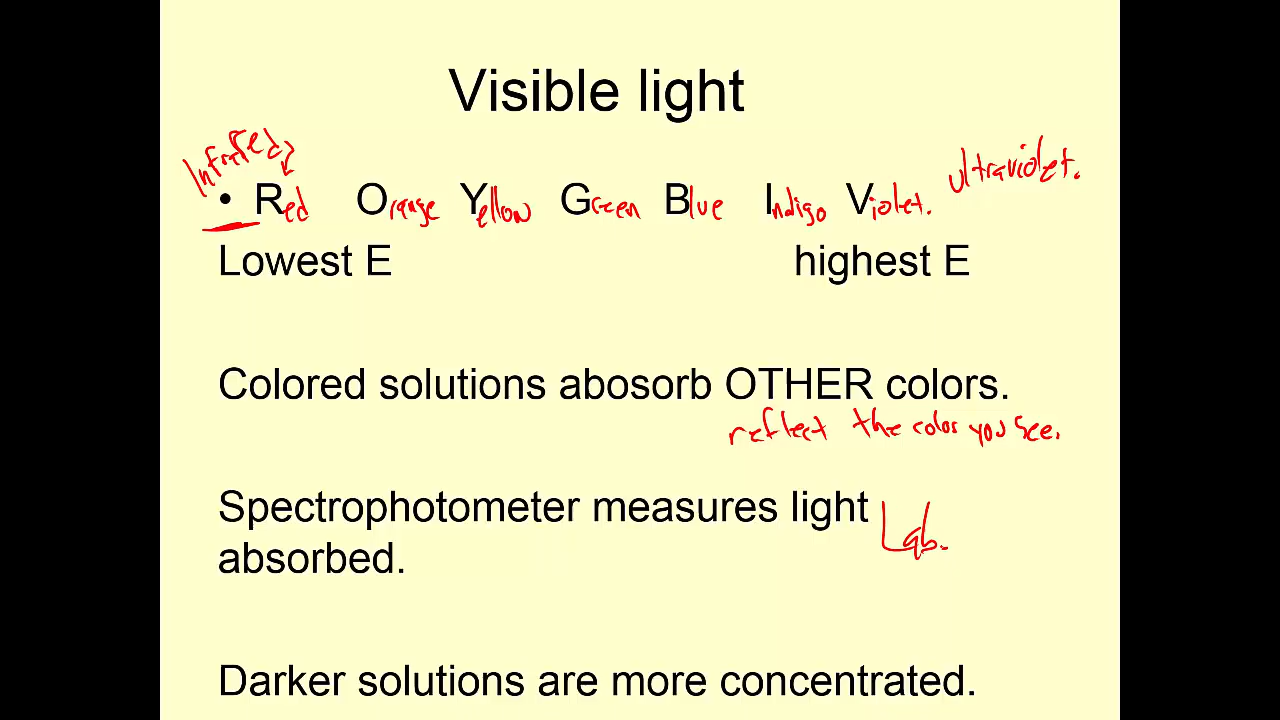 Visible light
Infrared
• Red Orange Yellow Green Blue Indigo Violet. Ultraviolet.
Lowest E highest E
Colored solutions abosorb OTHER colors.
reflect the color you see.
Spectrophotometer measures light
absorbed.
Lab.
Darker solutions are more concentrated.